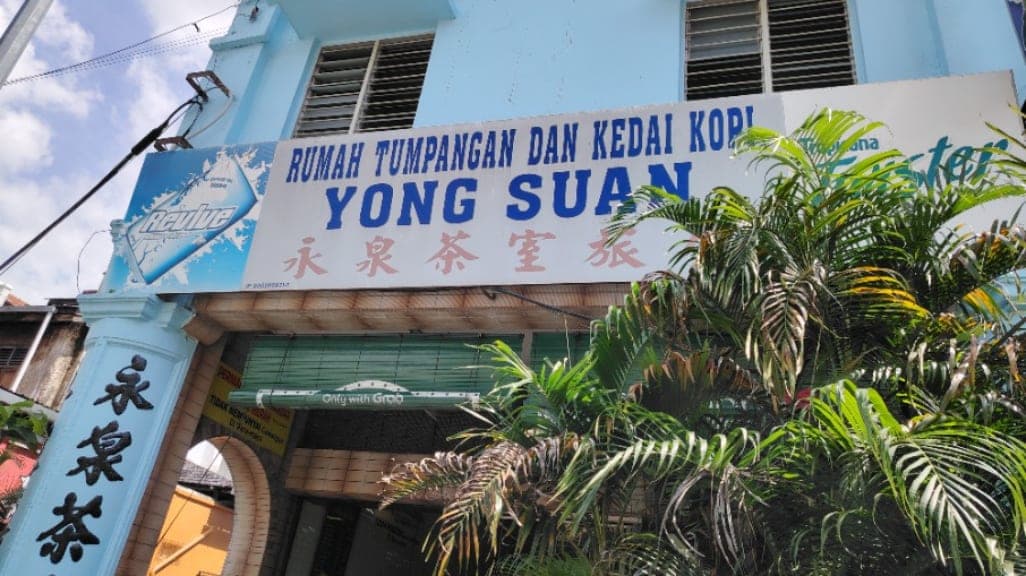 RUMAH TUMPANGAN DAN KEDAI KOPI
YONG SUAN
永泉茶室旅
Revive
Twister
Only with Grab
永泉茶